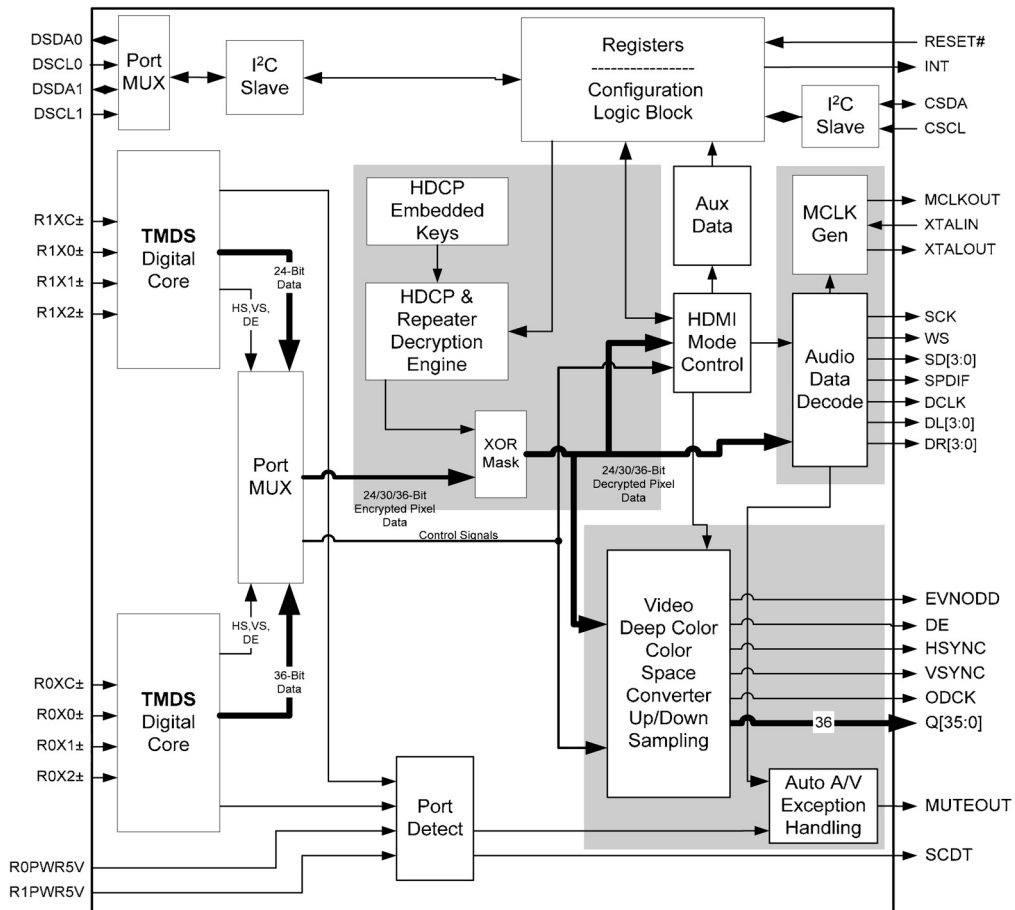 DSDA0
DSCL0
DSDA1
DSCL1
Port
MUX
I²C
Slave
Registers
--------------
Configuration
Logic Block
RESET#
INT
I²C
Slave
CSDA
CSCL
R1XC±
R1X0±
R1X1±
R1X2±
TMDS
Digital
Core
24-Bit
Data
HS,VS,
DE
HDCP
Embedded
Keys
HDCP &
Repeater
Decryption
Engine
Aux
Data
HDMI
Mode
Control
MCLK
Gen
MCLKOUT
XTALIN
XTALOUT
Audio
Data
Decode
SCK
WS
SD[3:0]
SPDIF
DCLK
DL[3:0]
DR[3:0]
Port
MUX
XOR
Mask
24/30/36-Bit
Encrypted Pixel
Data
24/30/36-Bit
Decrypted Pixel
Data
Control Signals
R0XC±
R0X0±
R0X1±
R0X2±
TMDS
Digital
Core
HS,VS,
DE
36-Bit
Data
Video
Deep Color
Color
Space
Converter
Up/Down
Sampling
EVNODD
DE
HSYNC
VSYNC
ODCK
36
Q[35:0]
Port
Detect
Auto A/V
Exception
Handling
MUTEOUT
SCDT
R0PWR5V
R1PWR5V